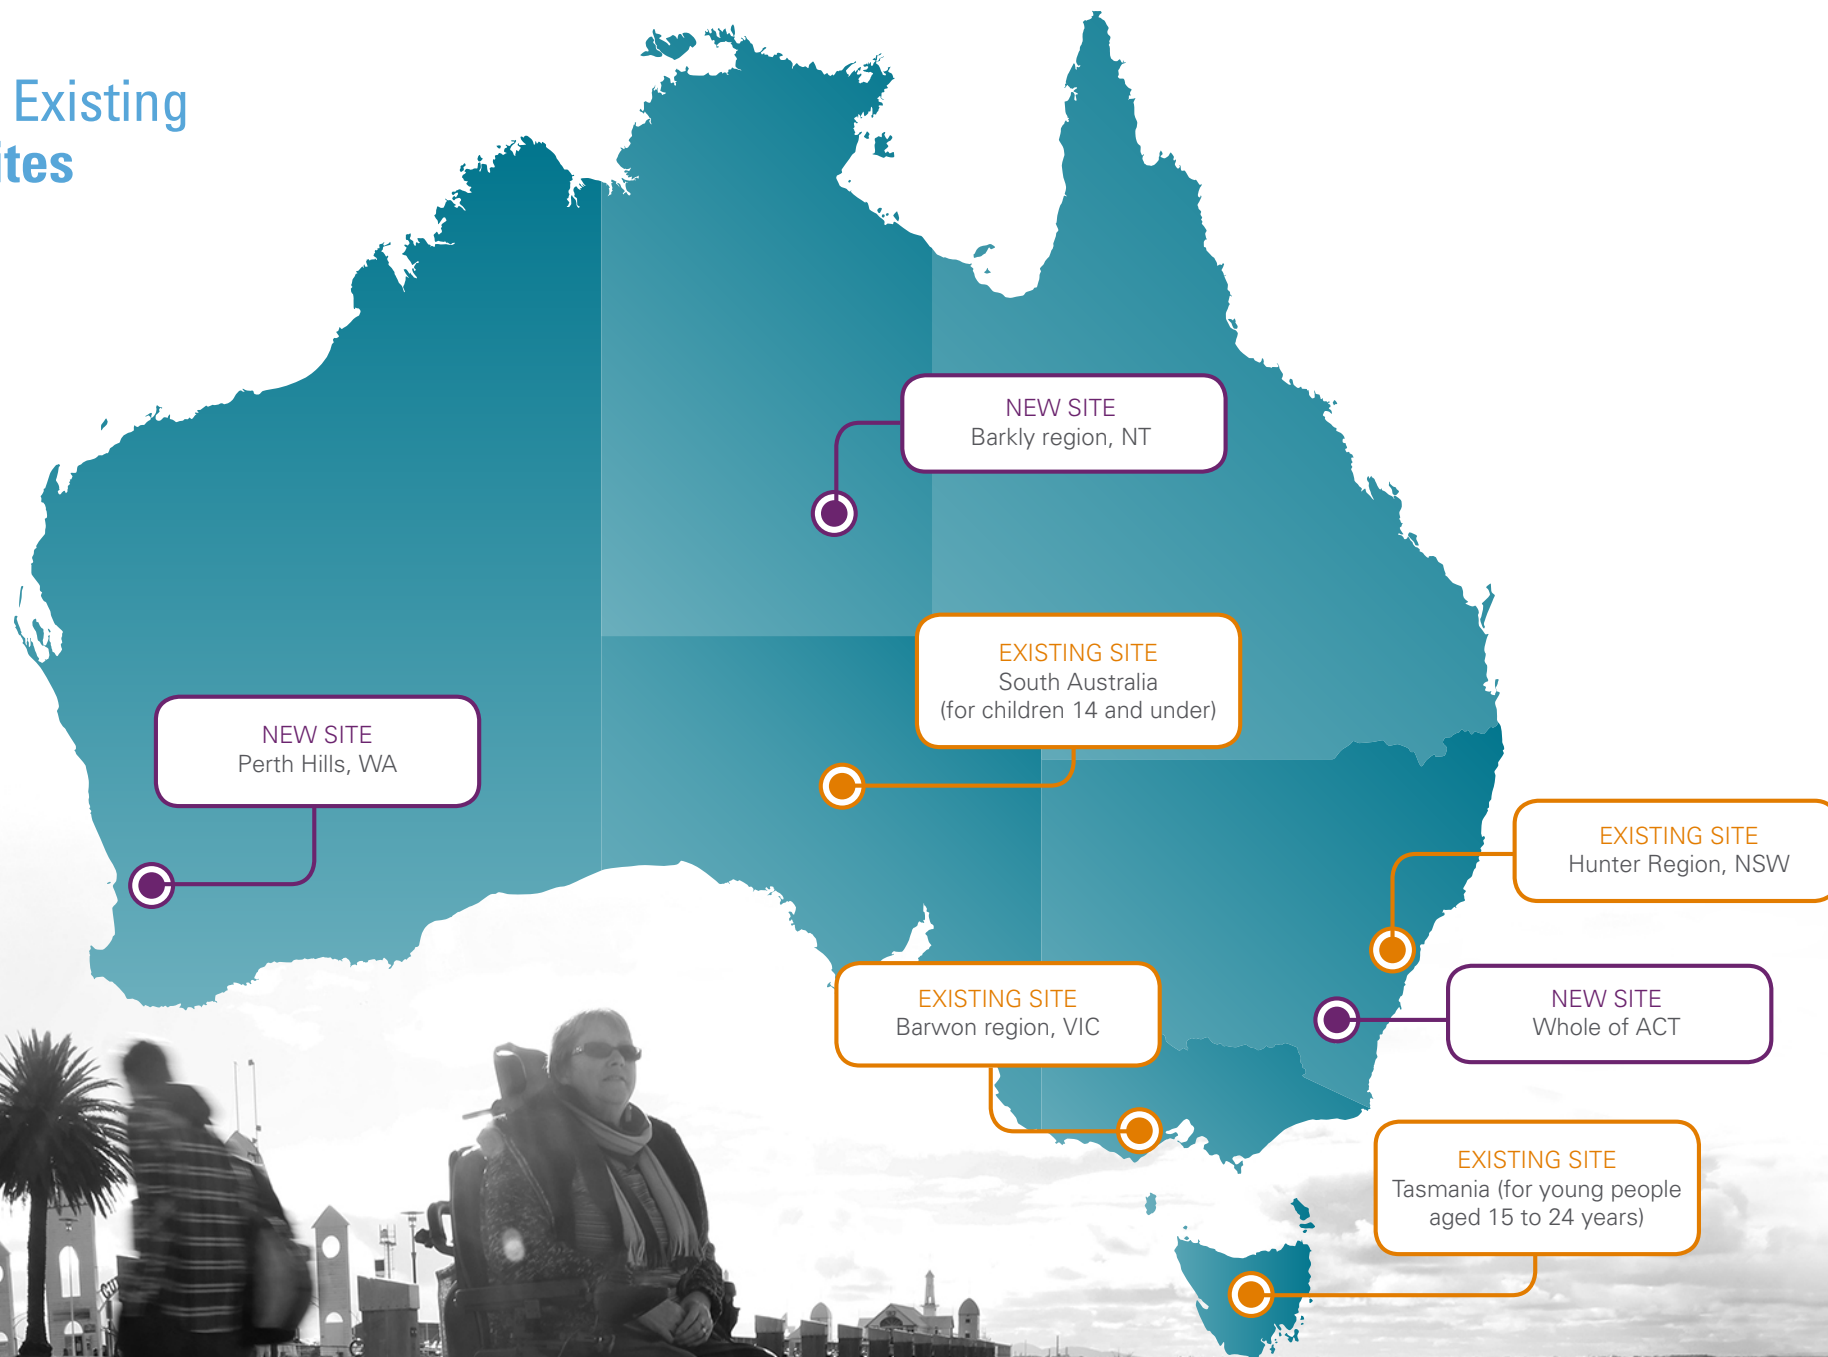 Existing
ites
NEW SITE
Barkly region, NT
EXISTING SITE
South Australia
(for children 14 and under)
NEW SITE
Perth Hills, WA
EXISTING SITE
Hunter Region, NSW
EXISTING SITE
Barwon region, VIC
NEW SITE
Whole of ACT
EXISTING SITE
Tasmania (for young people
aged 15 to 24 years)